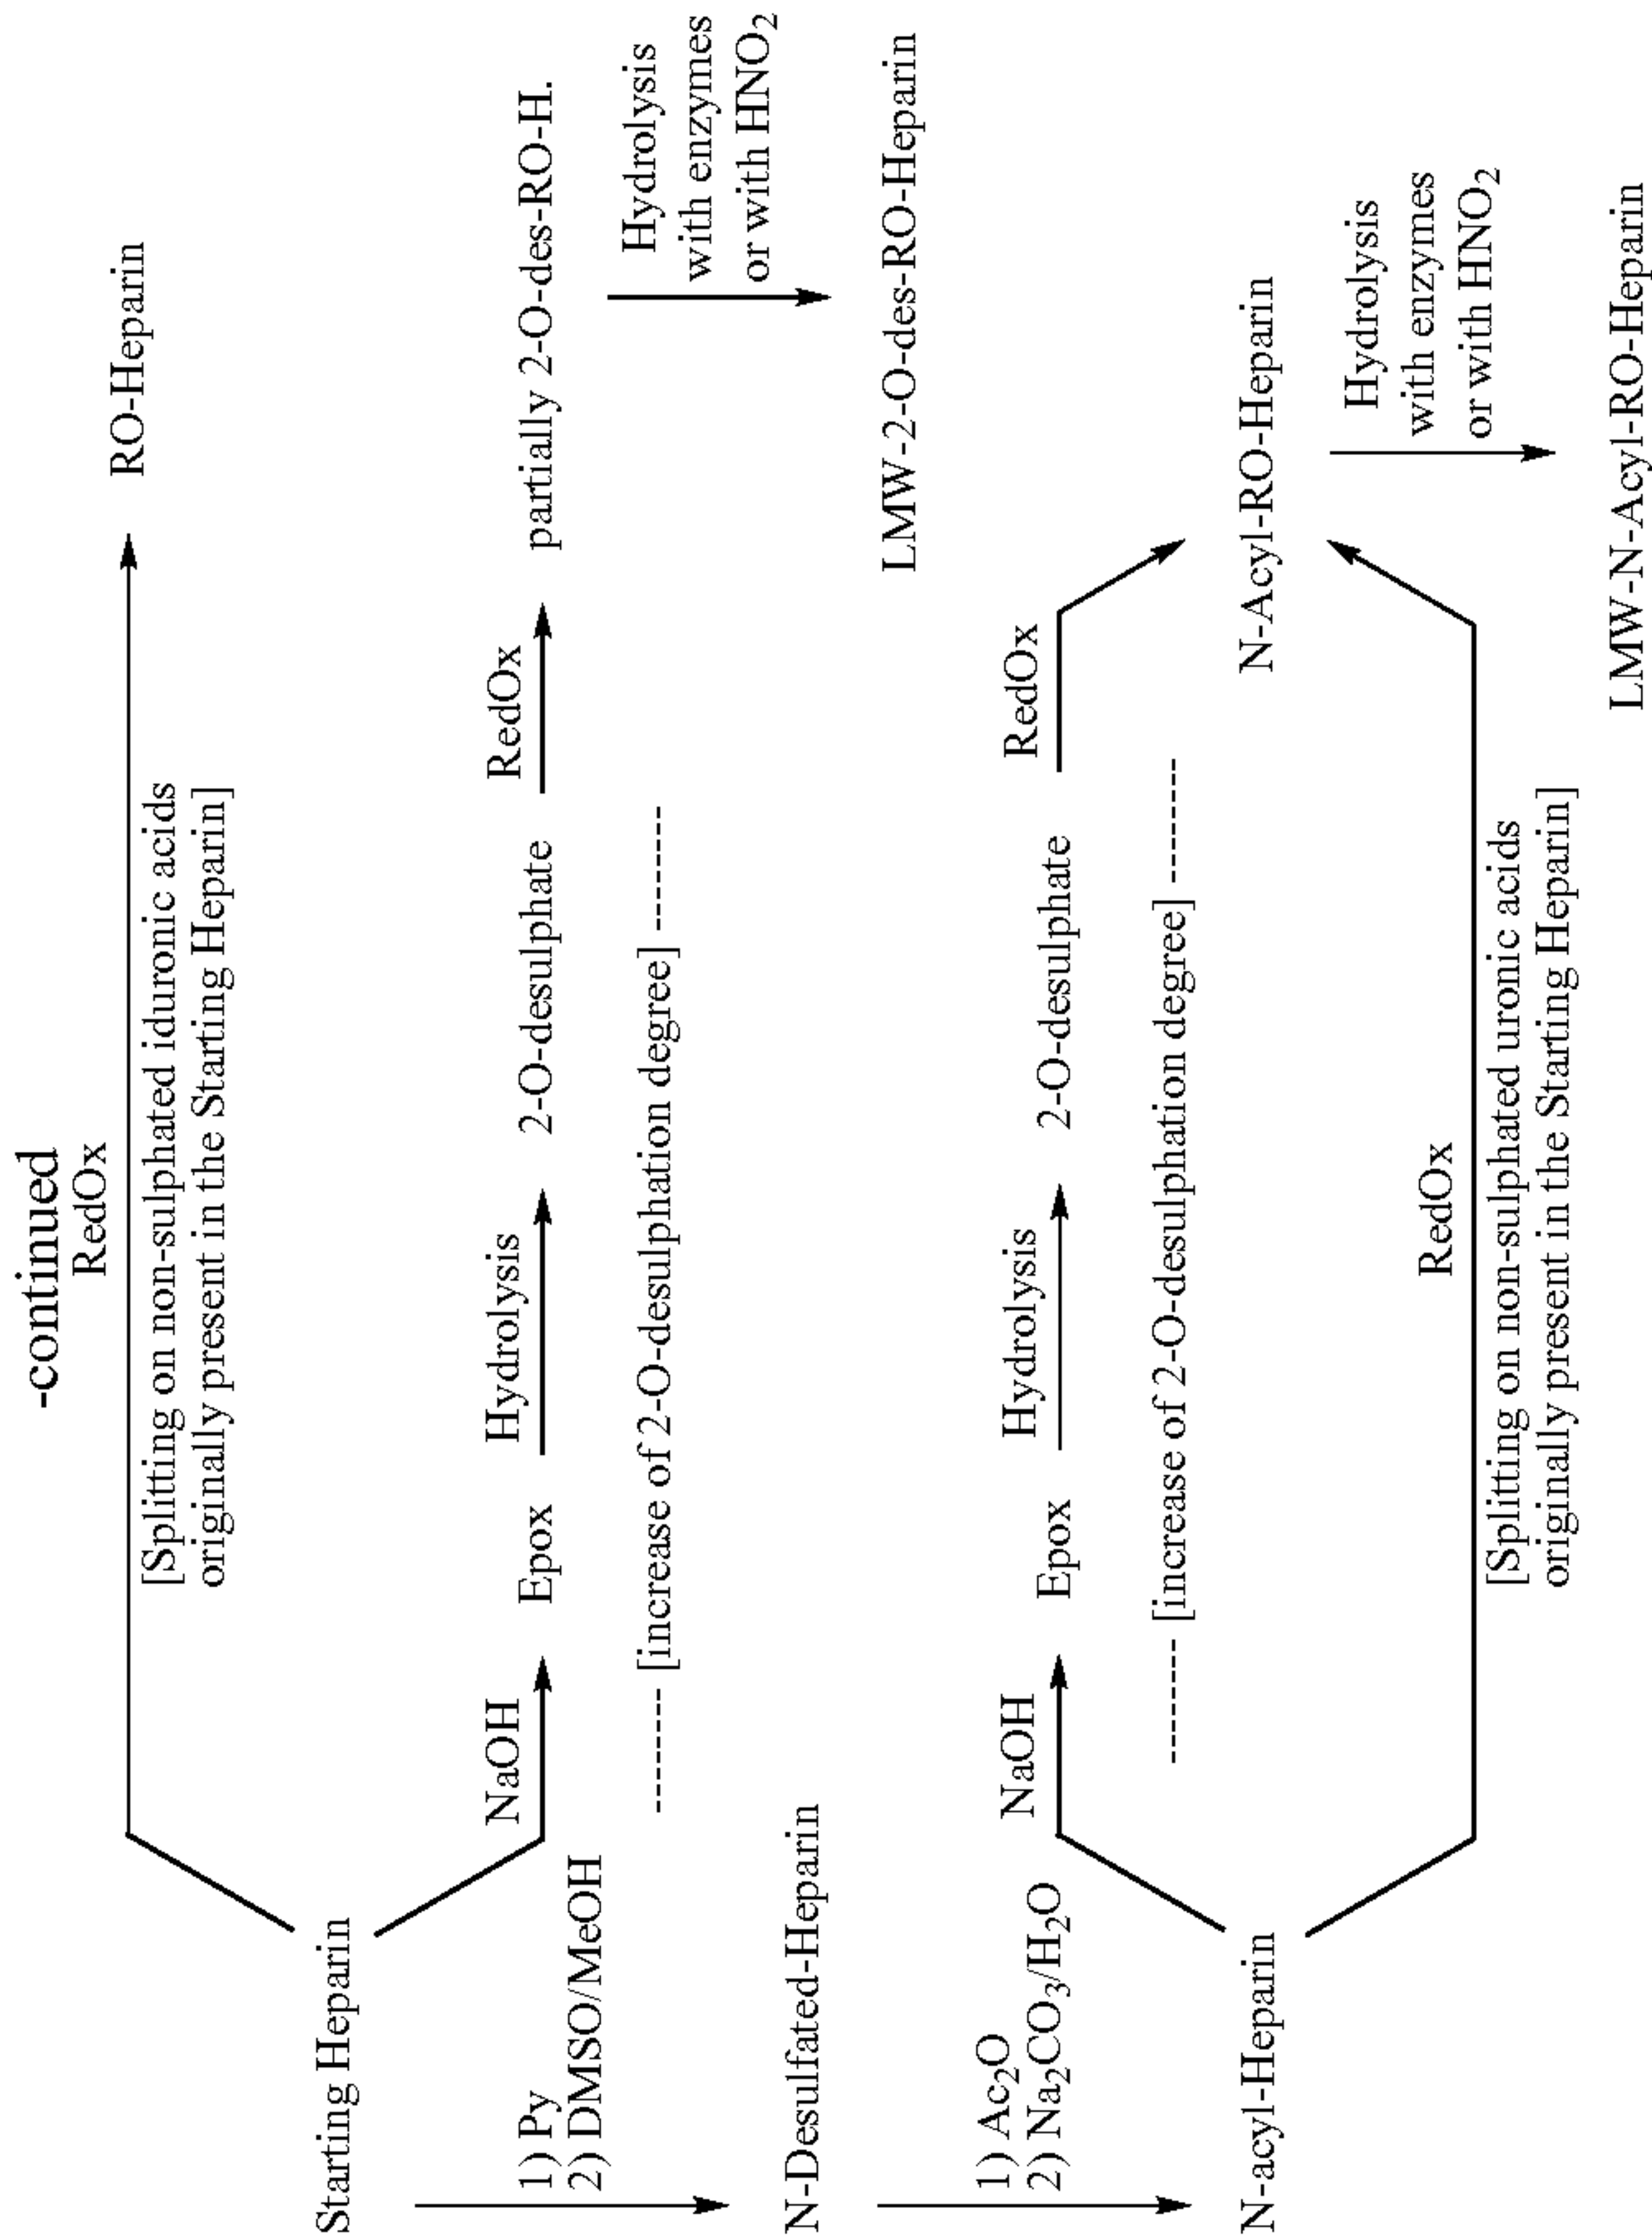 -continued
RedOx
RO-Heparin
[Splitting on non-sulphated iduronic acids
originally present in the Starting Heparin]
Starting Heparin
NaOH
Epox
Hydrolysis
2-O-desulphate
RedOx
partially 2-O-des-RO-H.
1) Py
2) DMSO/MeOH
--------- [increase of 2-O-desulphation degree] ---------
Hydrolysis
with enzymes
or with HNO2
N-Desulfated-Heparin
LMW-2-O-des-RO-Heparin
1) Ac2O
2) Na2CO3/H2O
NaOH
Epox
Hydrolysis
2-O-desulphate
RedOx
--------- [increase of 2-O-desulphation degree] ---------
N-acyl-Heparin
N-Acyl-RO-Heparin
RedOx
[Splitting on non-sulphated uronic acids
originally present in the Starting Heparin]
Hydrolysis
with enzymes
or with HNO2
LMW-N-Acyl-RO-Heparin